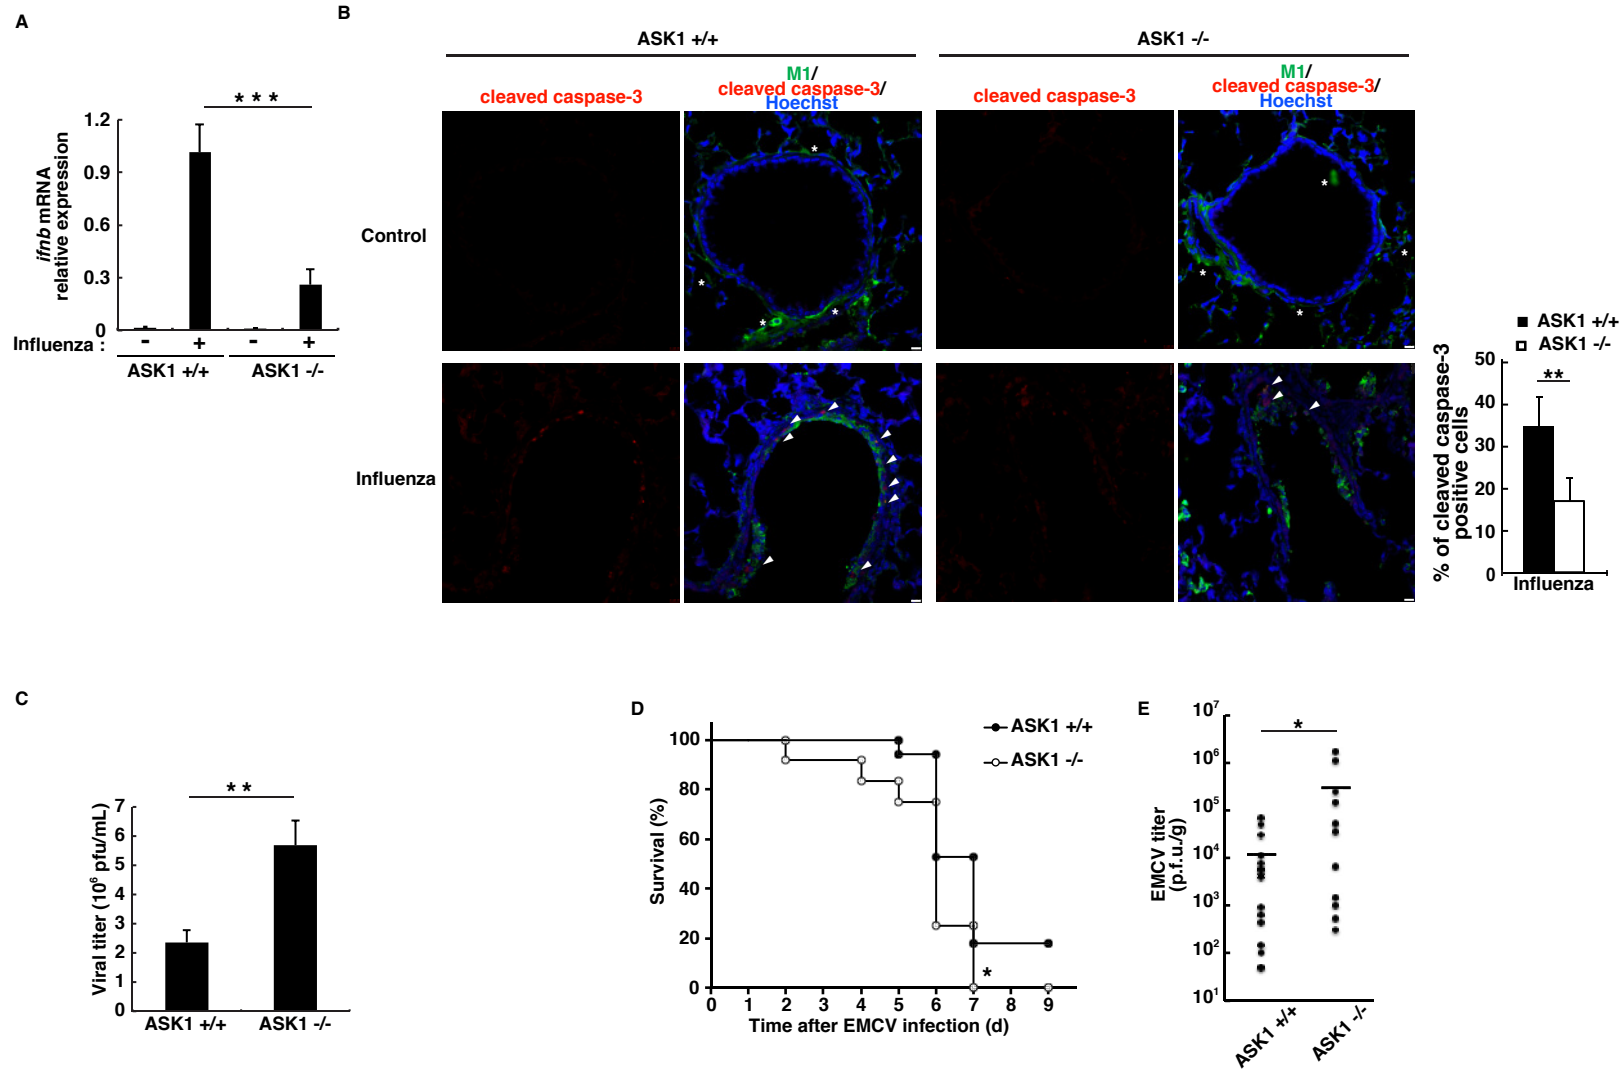 A
* * *
ifnb mRNA
relative expression
1.2
0.9
0.6
0.3
0
Influenza : - + - +
ASK1 +/+ ASK1 -/-
B
ASK1 +/+ ASK1 -/-
cleaved caspase-3
M1/
cleaved caspase-3/
Hoechst
cleaved caspase-3
M1/
cleaved caspase-3/
Hoechst
Control
* * * *
* * * *
Influenza
ASK1 +/+
ASK1 -/-
**
% of cleaved caspase-3
positive cells
50
40
30
20
10
0
Influenza
C
* *
Viral titer (10⁶ pfu/mL)
7
6
5
4
3
2
1
0
ASK1 +/+ ASK1 -/-
D
ASK1 +/+
ASK1 -/-
Survival (%)
100
80
60
40
20
0
*
0 1 2 3 4 5 6 7 8 9
Time after EMCV infection (d)
E
*
EMCV titer
(p.f.u./g)
10⁷
10⁶
10⁵
10⁴
10³
10²
10¹
ASK1 +/+
ASK1 -/-